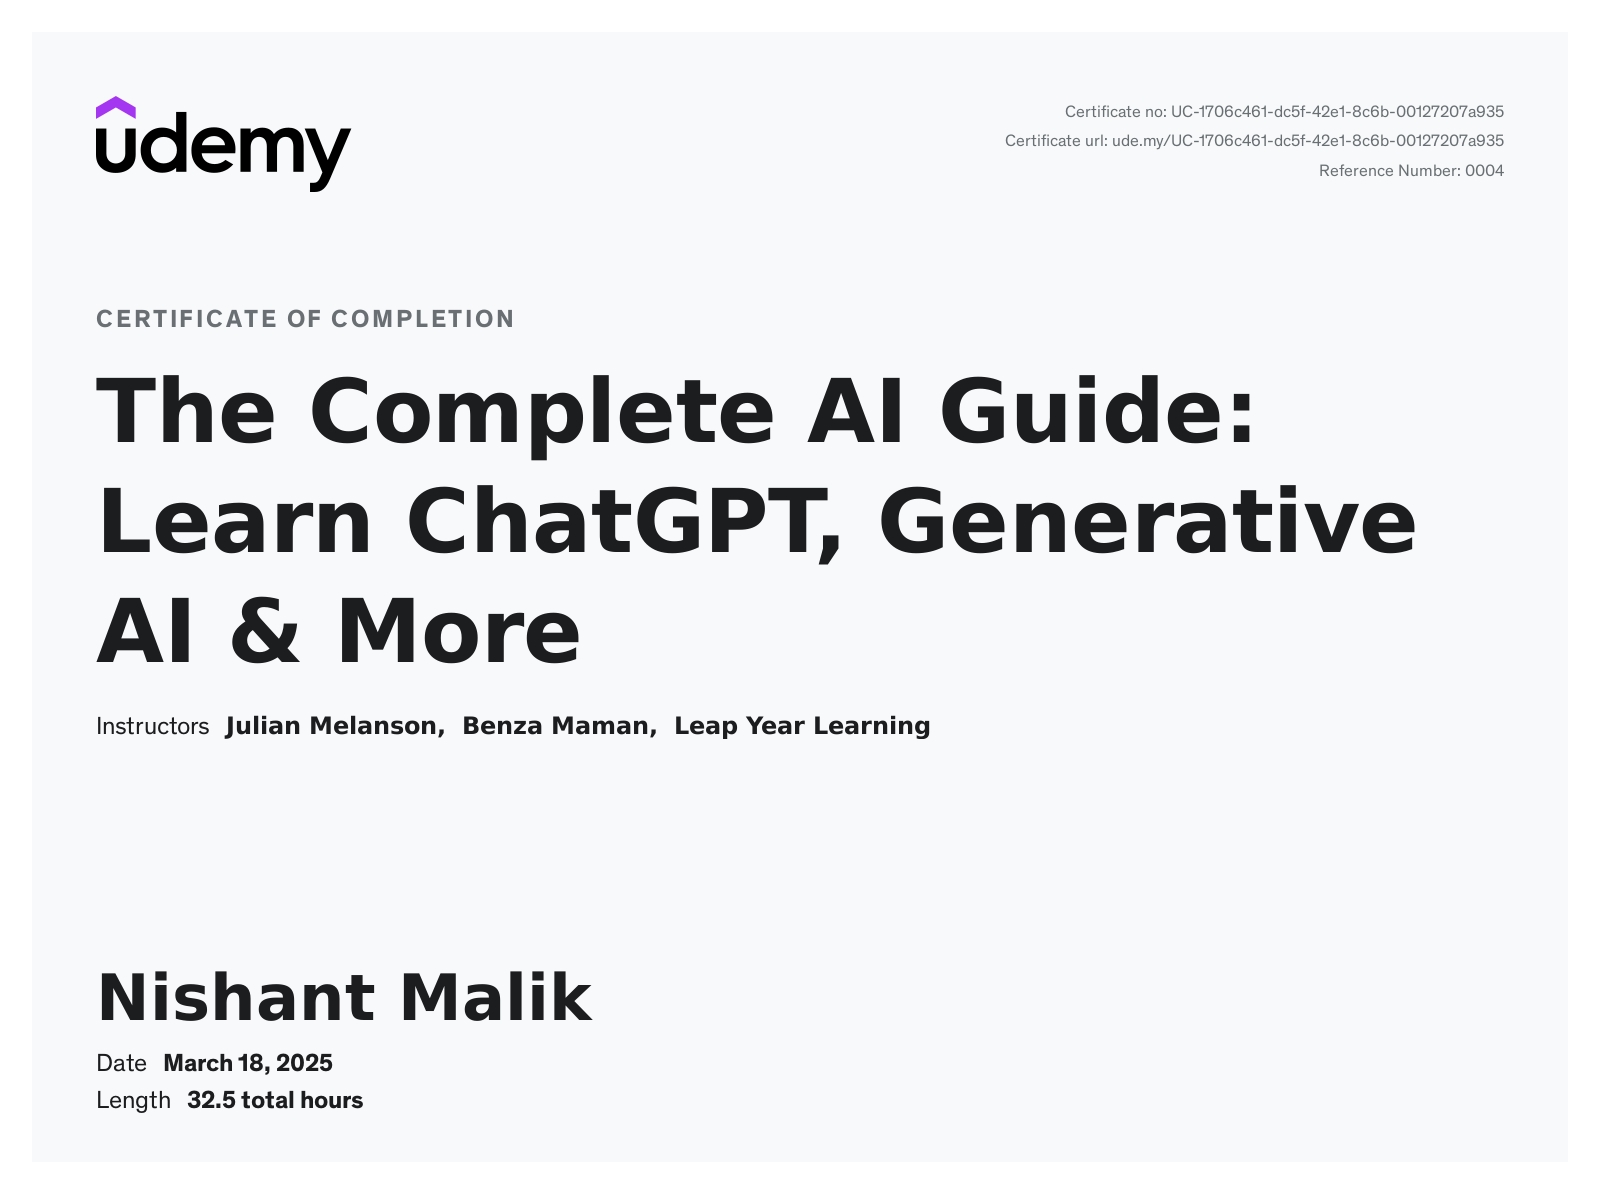 udemy
Certificate no: UC-1706c461-dc5f-42e1-8c6b-00127207a935
Certificate url: ude.my/UC-1706c461-dc5f-42e1-8c6b-00127207a935
Reference Number: 0004
CERTIFICATE OF COMPLETION
The Complete AI Guide:
Learn ChatGPT, Generative
AI & More
Instructors Julian Melanson, Benza Maman, Leap Year Learning
Nishant Malik
Date March 18, 2025
Length 32.5 total hours